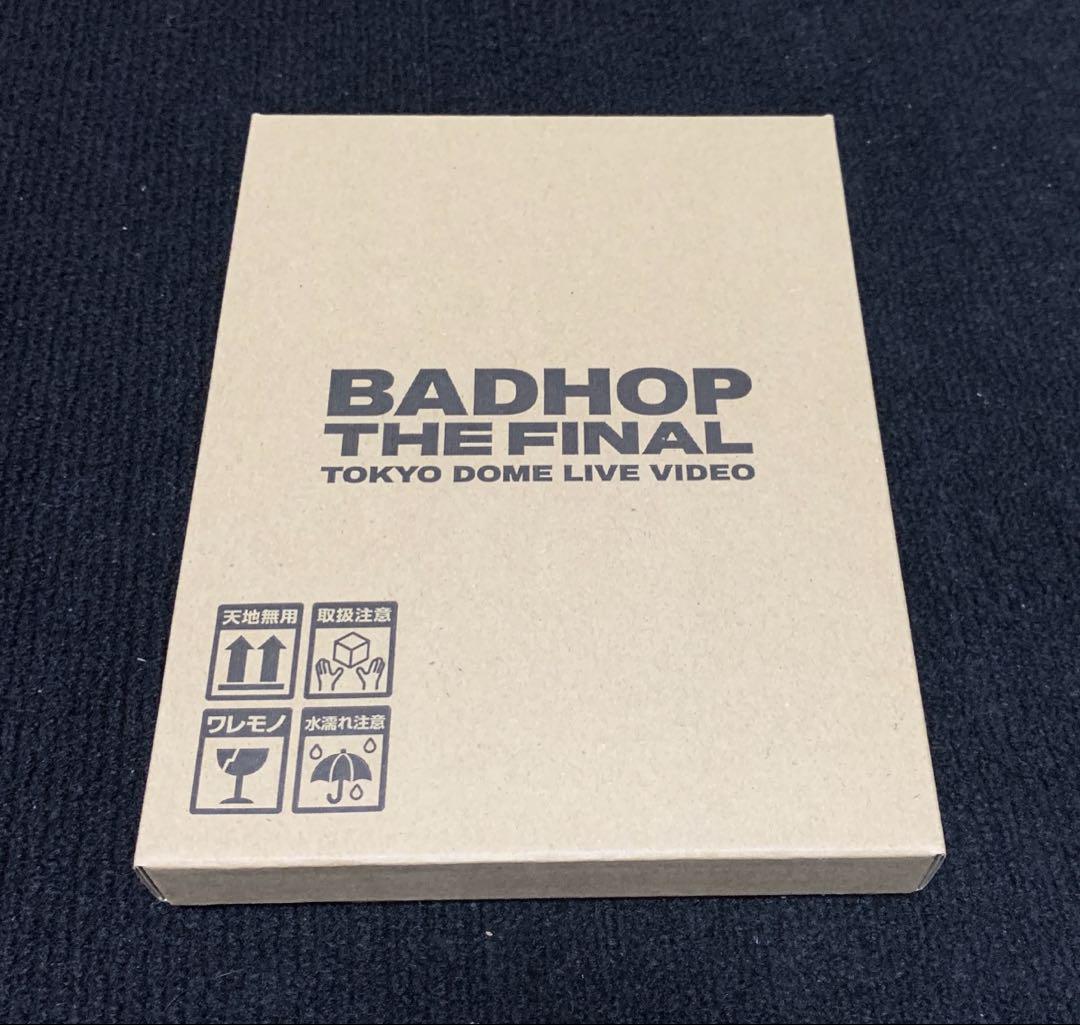 BADHOP
THE FINAL
TOKYO DOME LIVE VIDEO
天地無用
取扱注意
ワレモノ
水濡れ注意